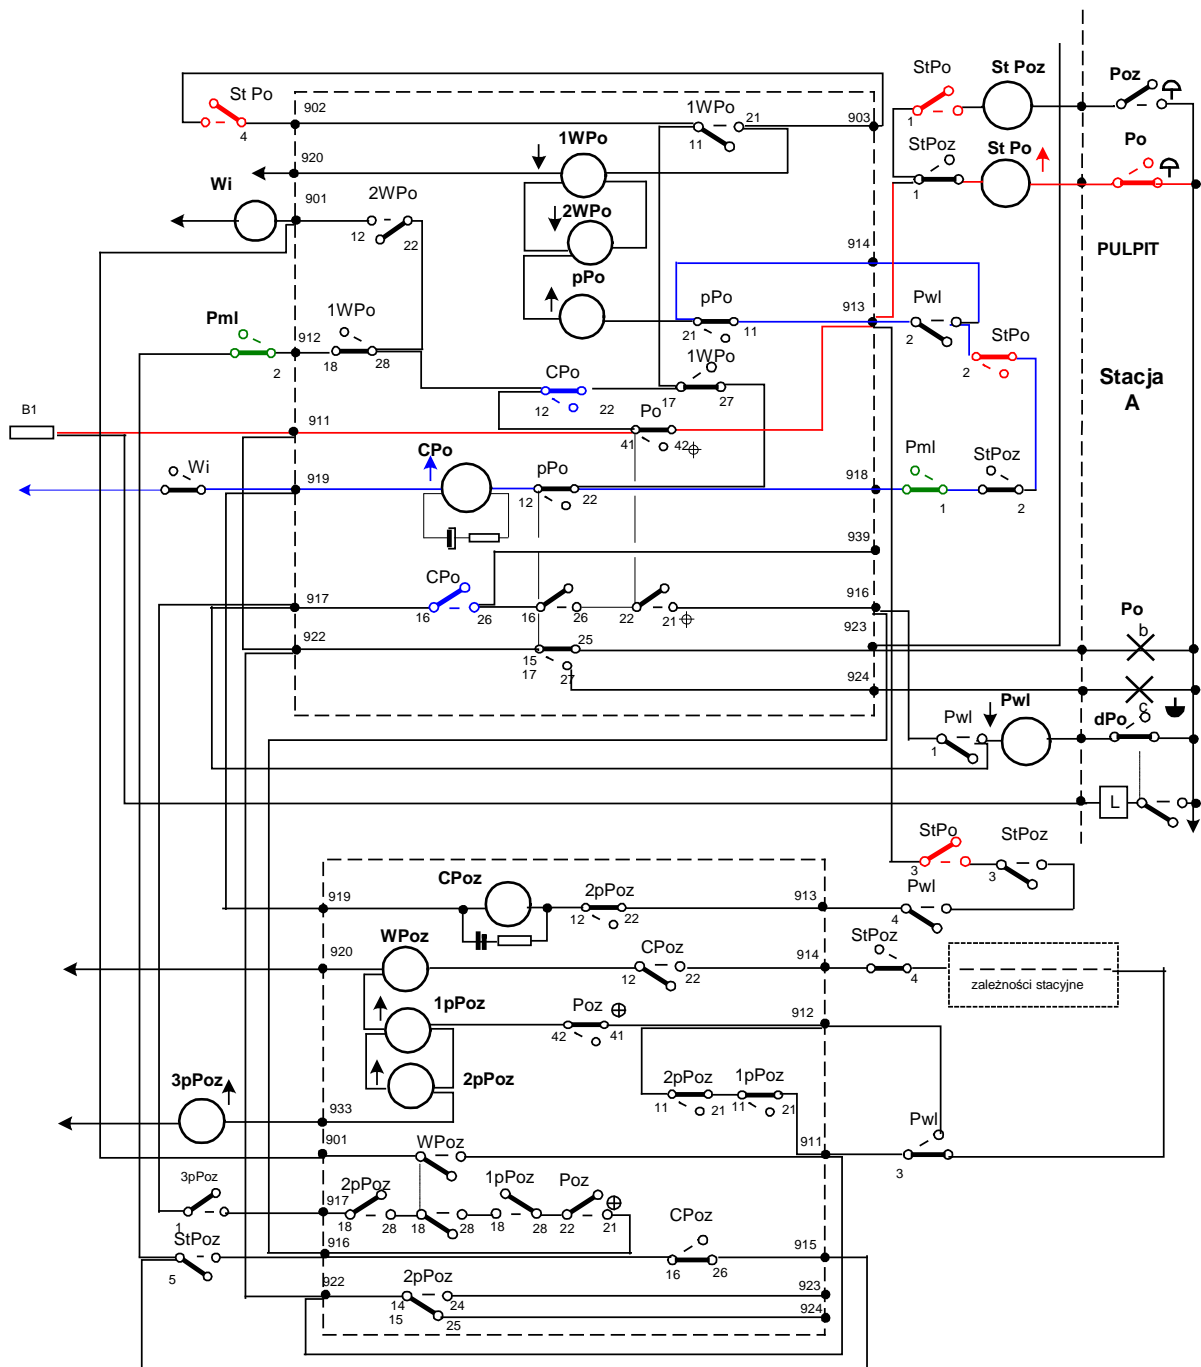 StPo
St Poz
Poz
St Po
902
1WPo
21
903
1
4
11
920
1WPo
StPoz
St Po
Po
Wi
901
2WPo
2WPo
1
12
22
914
PULPIT
pPo
pPo
913
Pwl
Pml
912
1WPo
21
11
2
StPo
2
18
28
1WPo
2
CPo
Stacja
A
B1
12
22
17
27
911
Po
41
42
CPo
Wi
919
pPo
918
Pml
StPoz
12
22
1
2
939
CPo
917
916
16
26
16
26
22
21
923
Po
922
25
b
15
17
27
924
Pwl
Pwl
dPo
c
1
L
StPo
StPoz
CPoz
3
3
919
2pPoz
913
Pwl
12
22
4
WPoz
StPoz
920
CPoz
914
12
22
4
zależności stacyjne
1pPoz
Poz
912
42
41
2pPoz
3pPoz
2pPoz
1pPoz
11
21
11
21
933
Pwl
901
WPoz
911
3
3pPoz
2pPoz
1pPoz
Poz
917
1
18
28
18
28
18
28
22
21
StPoz
916
CPoz
915
5
16
26
922
2pPoz
923
14
24
15
25
924